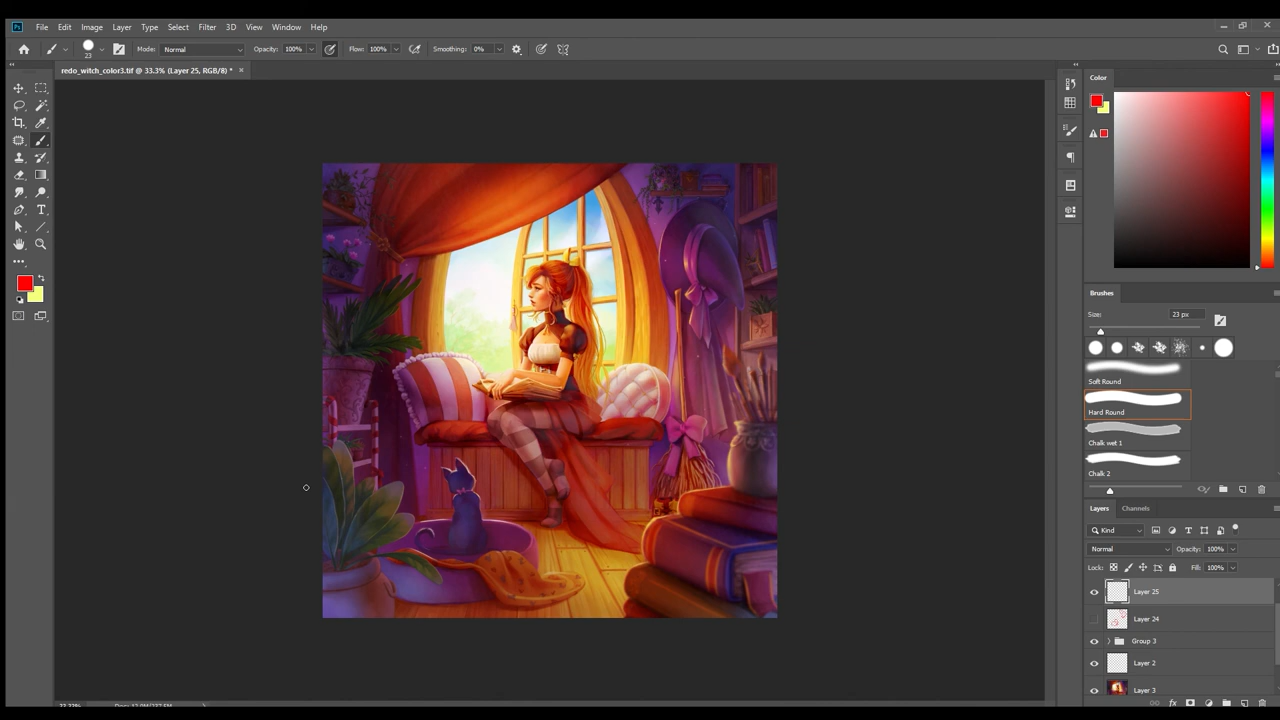 Ps File Edit Image Layer Type Select Filter 3D View Window Help
23 Mode: Normal Opacity: 100% Flow: 100% Smoothing: 0%
redo_witch_color3.tif @ 33.3% (Layer 25, RGB/8) * ×
Color
Brushes
Size: 23 px
Soft Round
Hard Round
Chalk wet 1
Chalk 2
Layers Channels
Kind
Normal Opacity: 100%
Lock: Fill: 100%
Layer 25
Layer 24
Group 3
Layer 2
Layer 3
fx